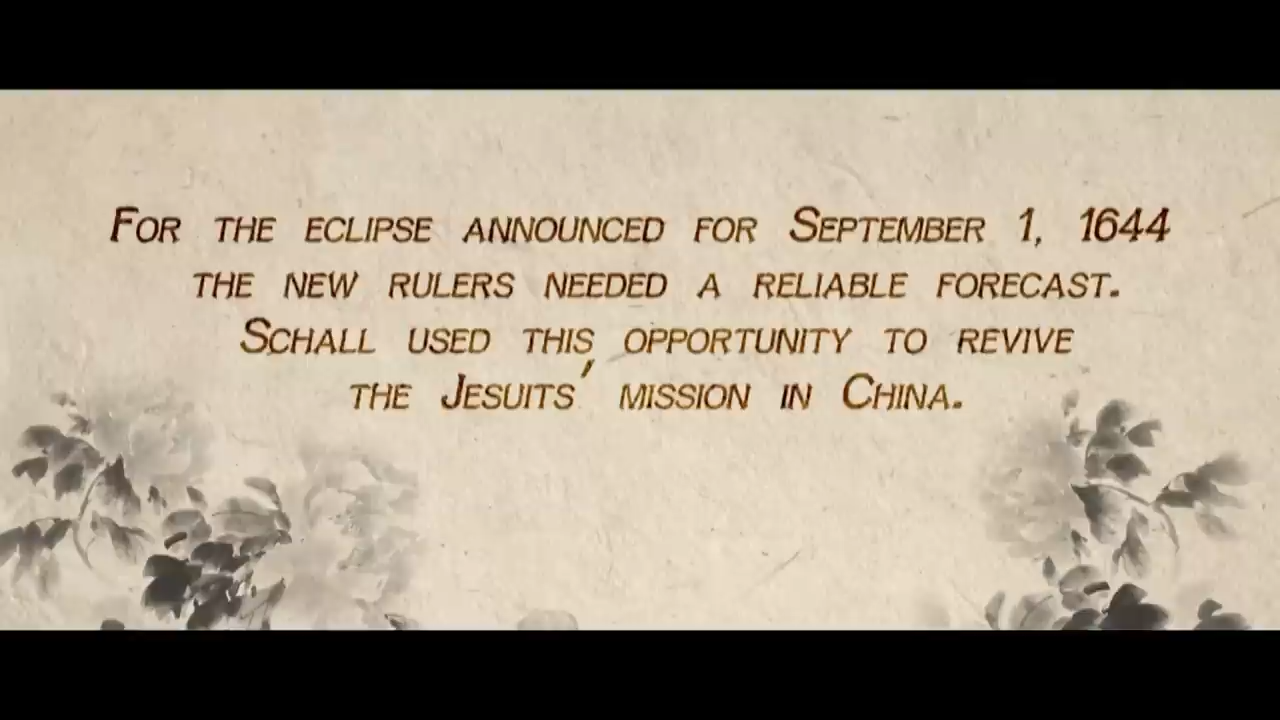 For the eclipse announced for September 1, 1644
the new rulers needed a reliable forecast.
Schall used this opportunity to revive
the Jesuits' mission in China.